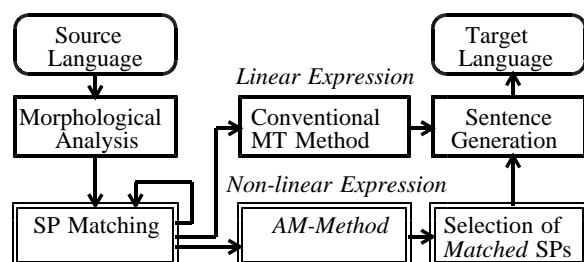 Source
Language
Target
Language
Linear Expression
Morphological
Analysis
Conventional
MT Method
Sentence
Generation
Non-linear Expression
SP Matching
AM-Method
Selection of
Matched SPs